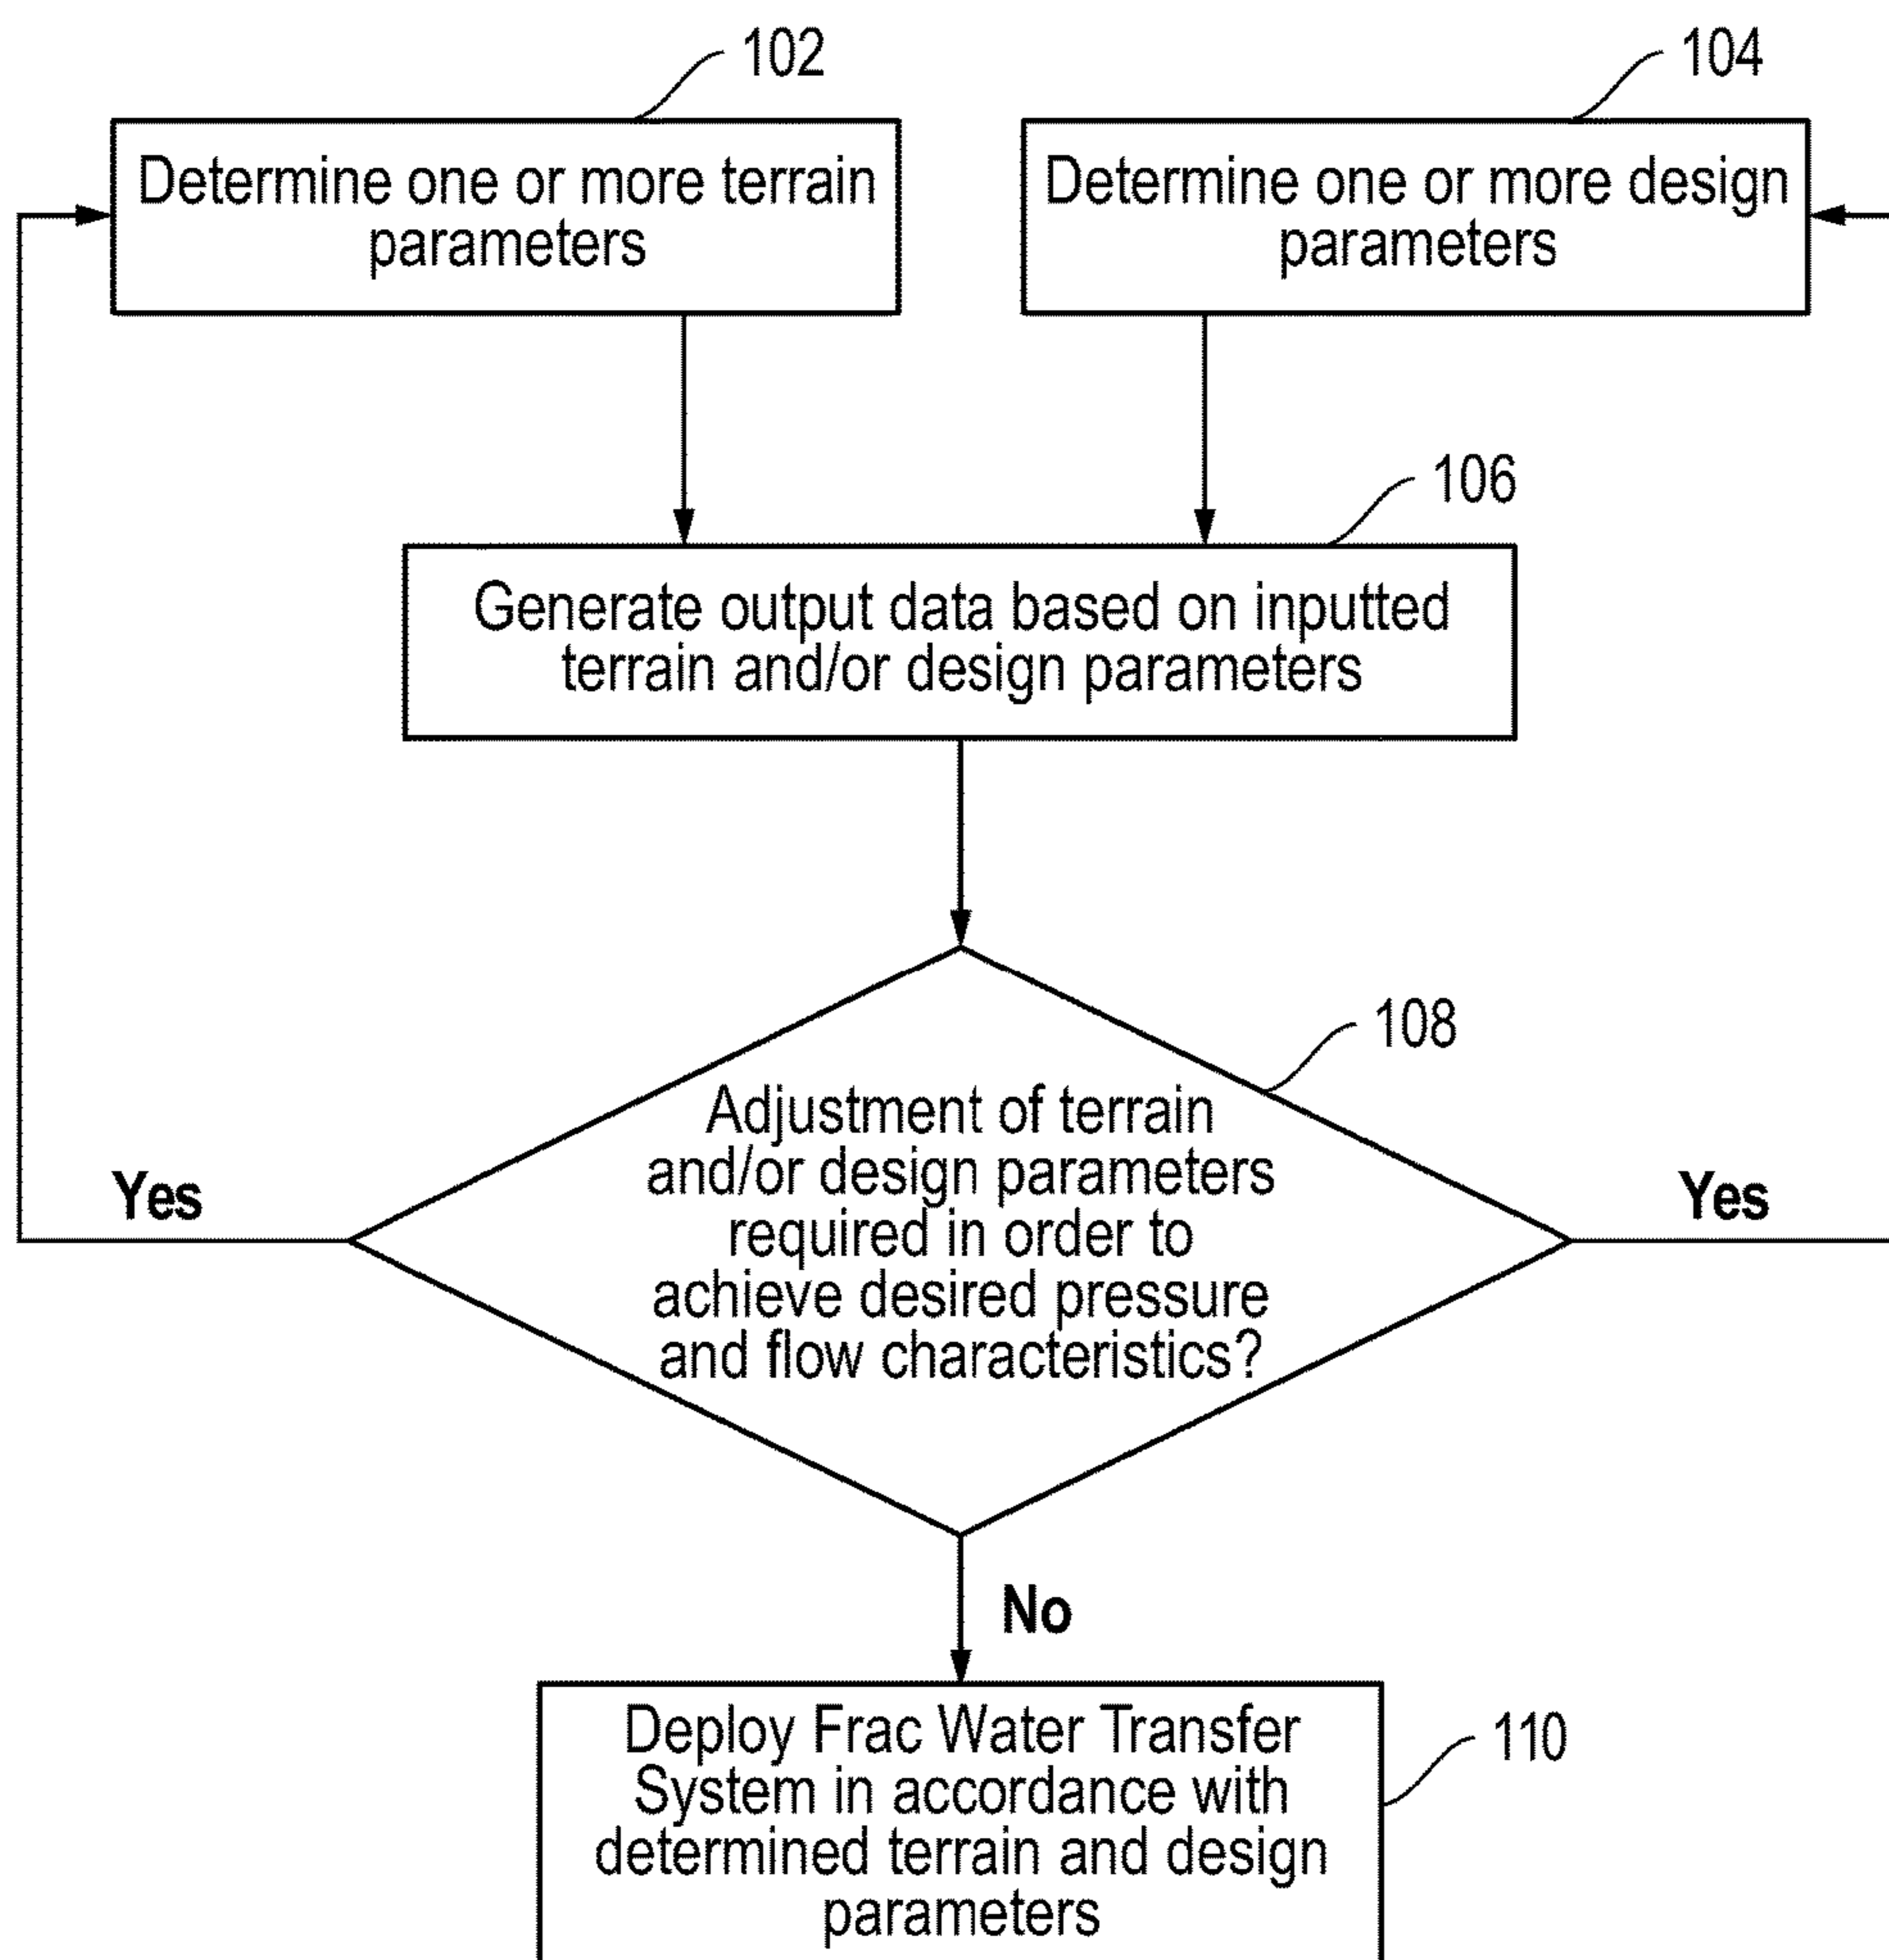 102
104
Determine one or more terrain
parameters
Determine one or more design
parameters
106
Generate output data based on inputted
terrain and/or design parameters
108
Adjustment of terrain
and/or design parameters
required in order to
achieve desired pressure
and flow characteristics?
Yes
Yes
No
Deploy Frac Water Transfer
System in accordance with
determined terrain and design
parameters
110